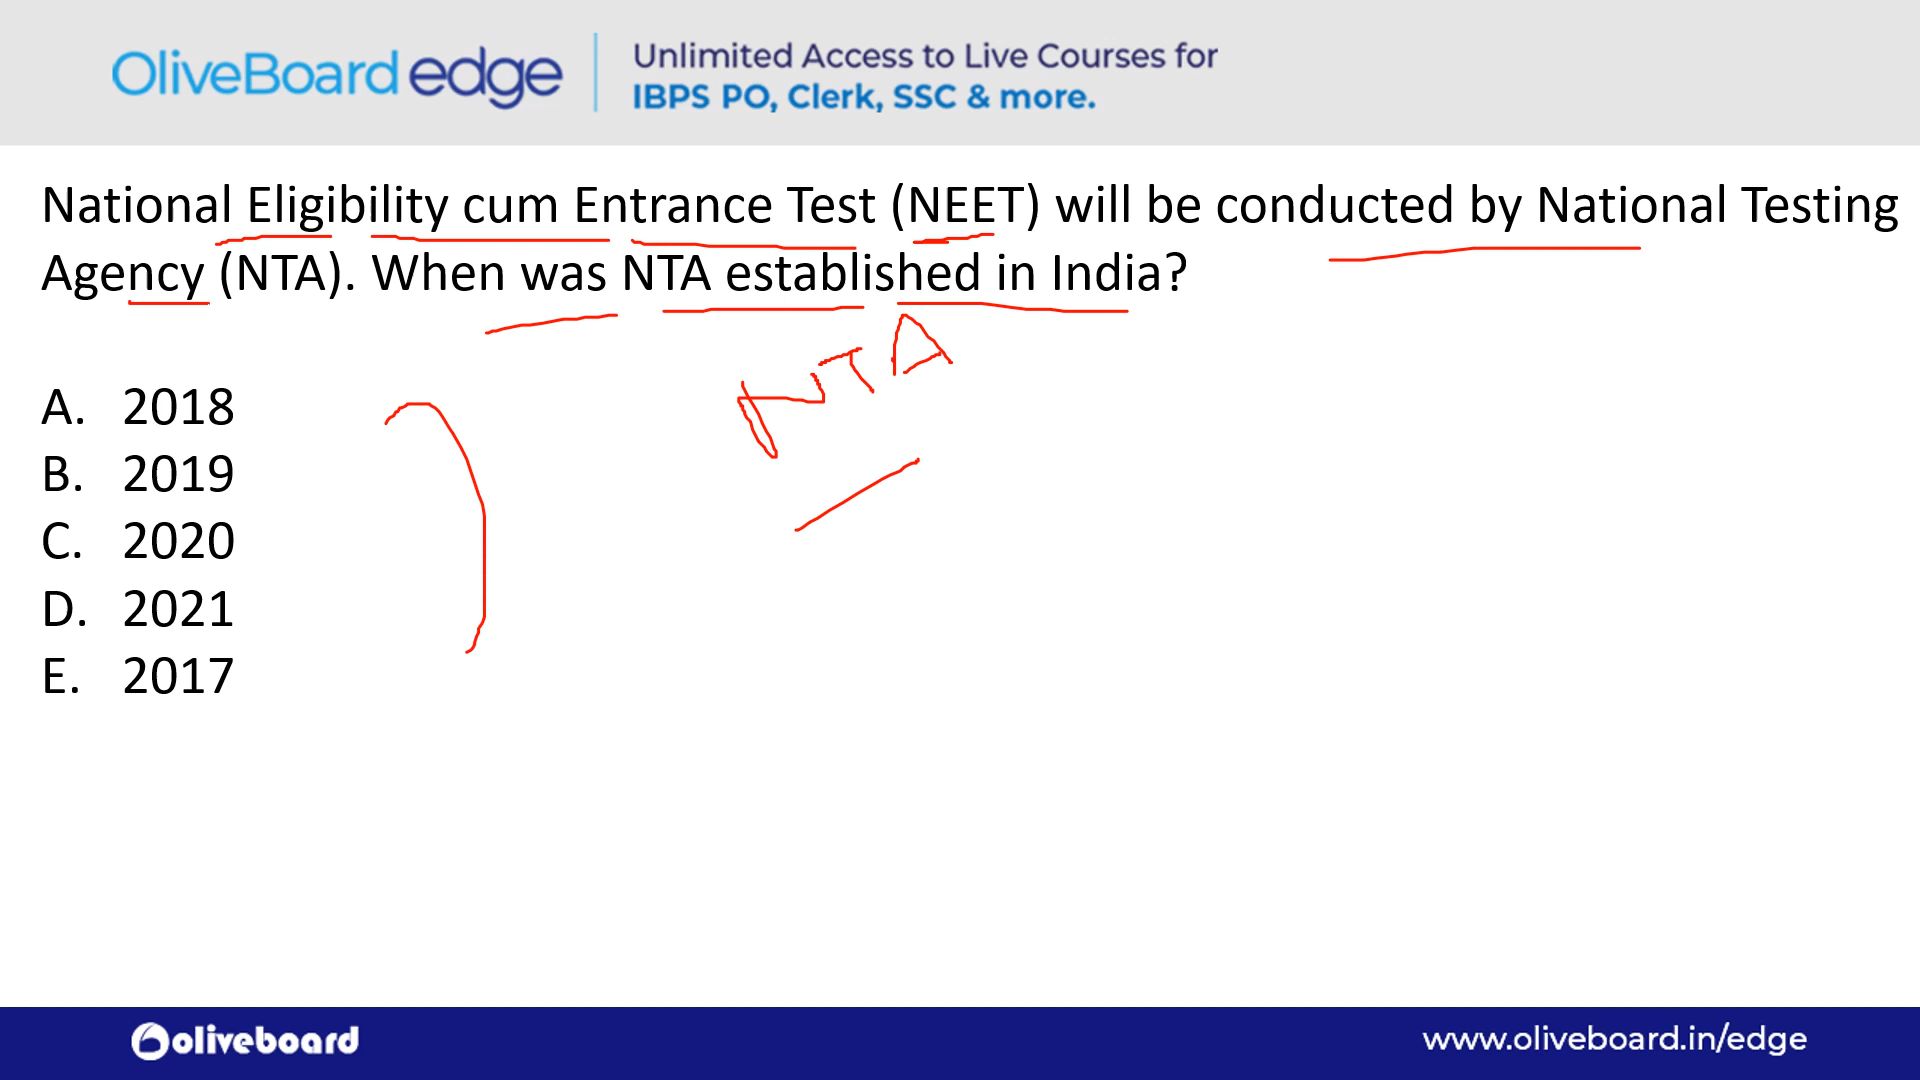 OliveBoard edge
Unlimited Access to Live Courses for
IBPS PO, Clerk, SSC & more.
National Eligibility cum Entrance Test (NEET) will be conducted by National Testing
Agency (NTA). When was NTA established in India?
NTA
A. 2018
B. 2019
C. 2020
D. 2021
E. 2017
oliveboard
www.oliveboard.in/edge